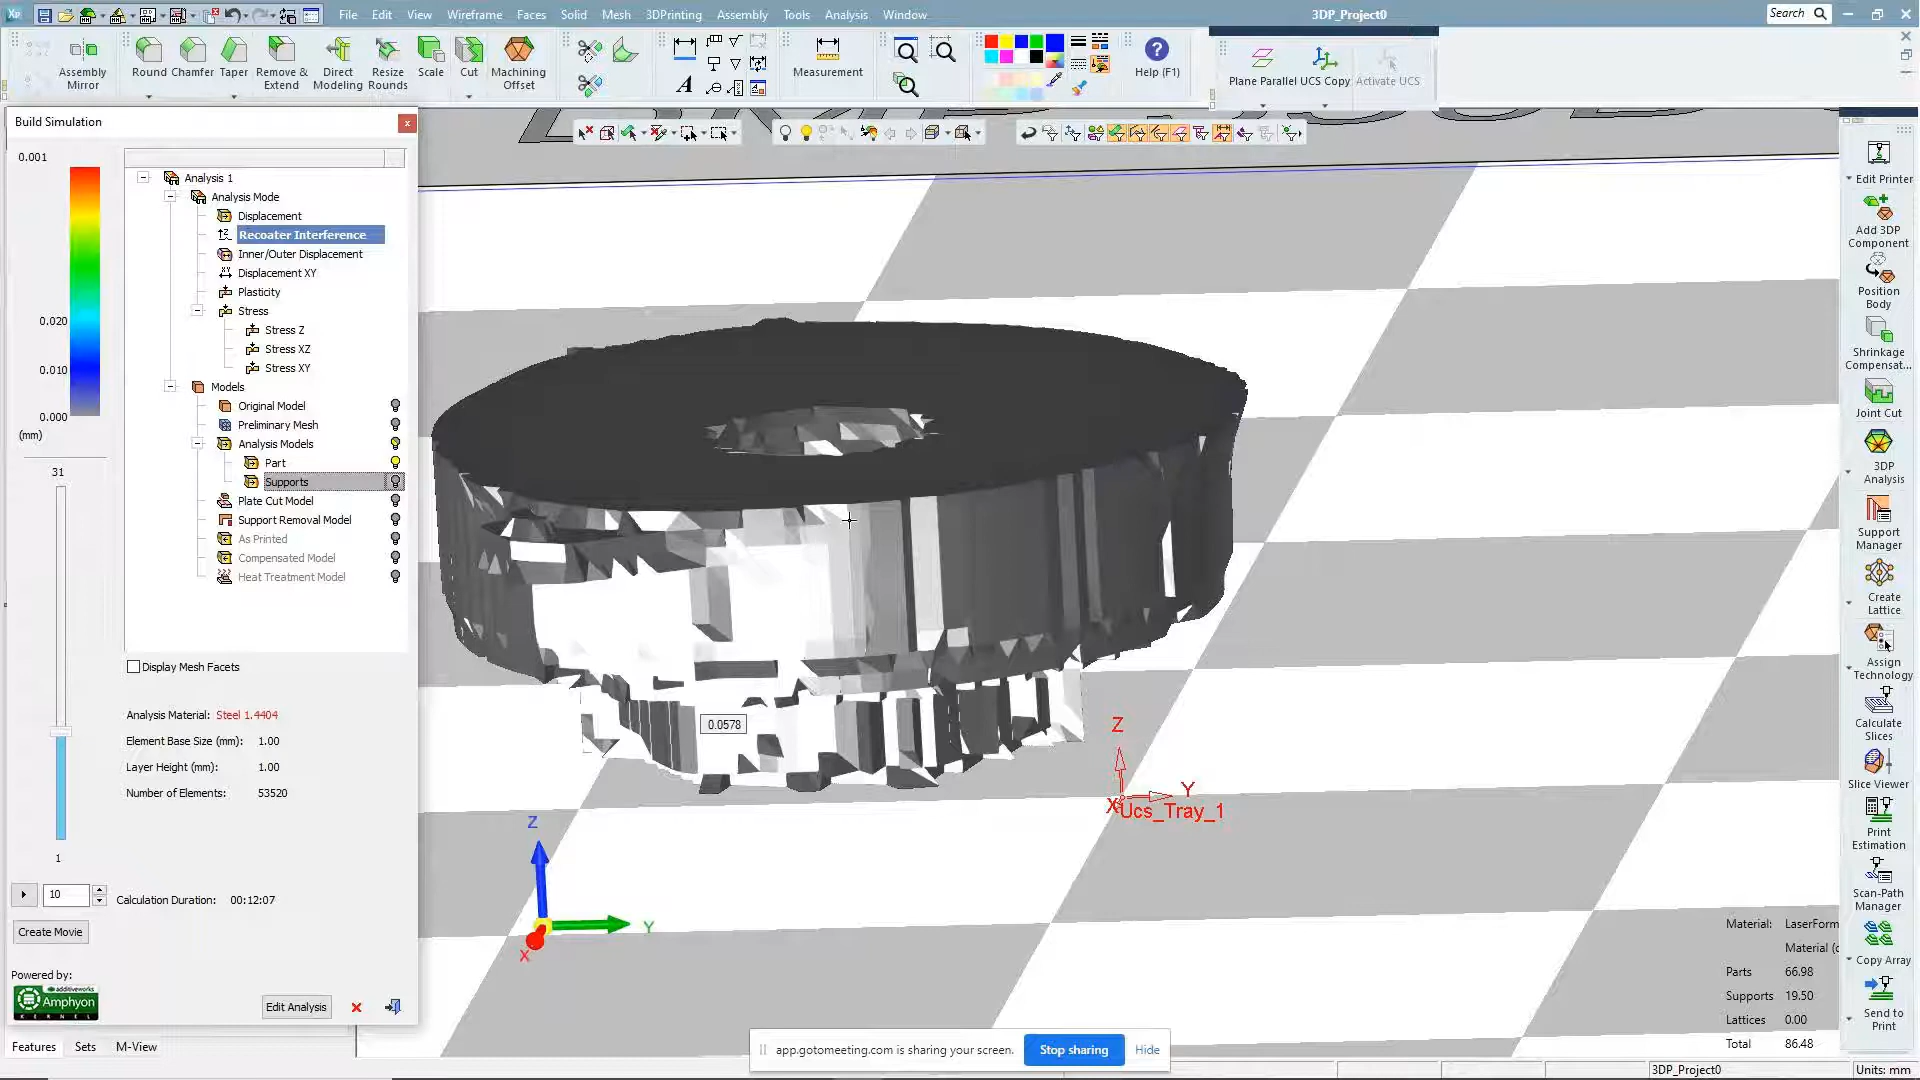 Xp
File Edit View Wireframe Faces Solid Mesh 3DPrinting Assembly Tools Analysis Window
3DP_Project0
Search
Assembly Mirror
Round
Chamfer
Taper
Remove & Extend
Direct Modeling
Resize Rounds
Scale
Cut
Machining Offset
A
Measurement
Help (F1)
Plane Parallel
UCS Copy
Activate UCS
Build Simulation
0.001
0.020
0.010
0.000
(mm)
31
1
Analysis 1
Analysis Mode
Displacement
Recoater Interference
Inner/Outer Displacement
Displacement XY
Plasticity
Stress
Stress Z
Stress XZ
Stress XY
Models
Original Model
Preliminary Mesh
Analysis Models
Part
Supports
Plate Cut Model
Support Removal Model
As Printed
Compensated Model
Heat Treatment Model
Display Mesh Facets
Analysis Material: Steel 1.4404
Element Base Size (mm): 1.00
Layer Height (mm): 1.00
Number of Elements: 53520
10
Calculation Duration: 00:12:07
Create Movie
Powered by:
additiveworks
Amphyon
KERNEL
Edit Analysis
Features Sets M-View
0.0578
Z
Y
X
Ucs_Tray_1
Z
Y
X
Edit Printer
Add 3DP Component
Position Body
Shrinkage Compensat...
Joint Cut
3DP Analysis
Support Manager
Create Lattice
Assign Technology
Calculate Slices
Slice Viewer
Print Estimation
Scan-Path Manager
Copy Array
Send to Print
Material: LaserForm
Material (c
Parts 66.98
Supports 19.50
Lattices 0.00
Total 86.48
app.gotomeeting.com is sharing your screen.
Stop sharing
Hide
3DP_Project0
Units: mm